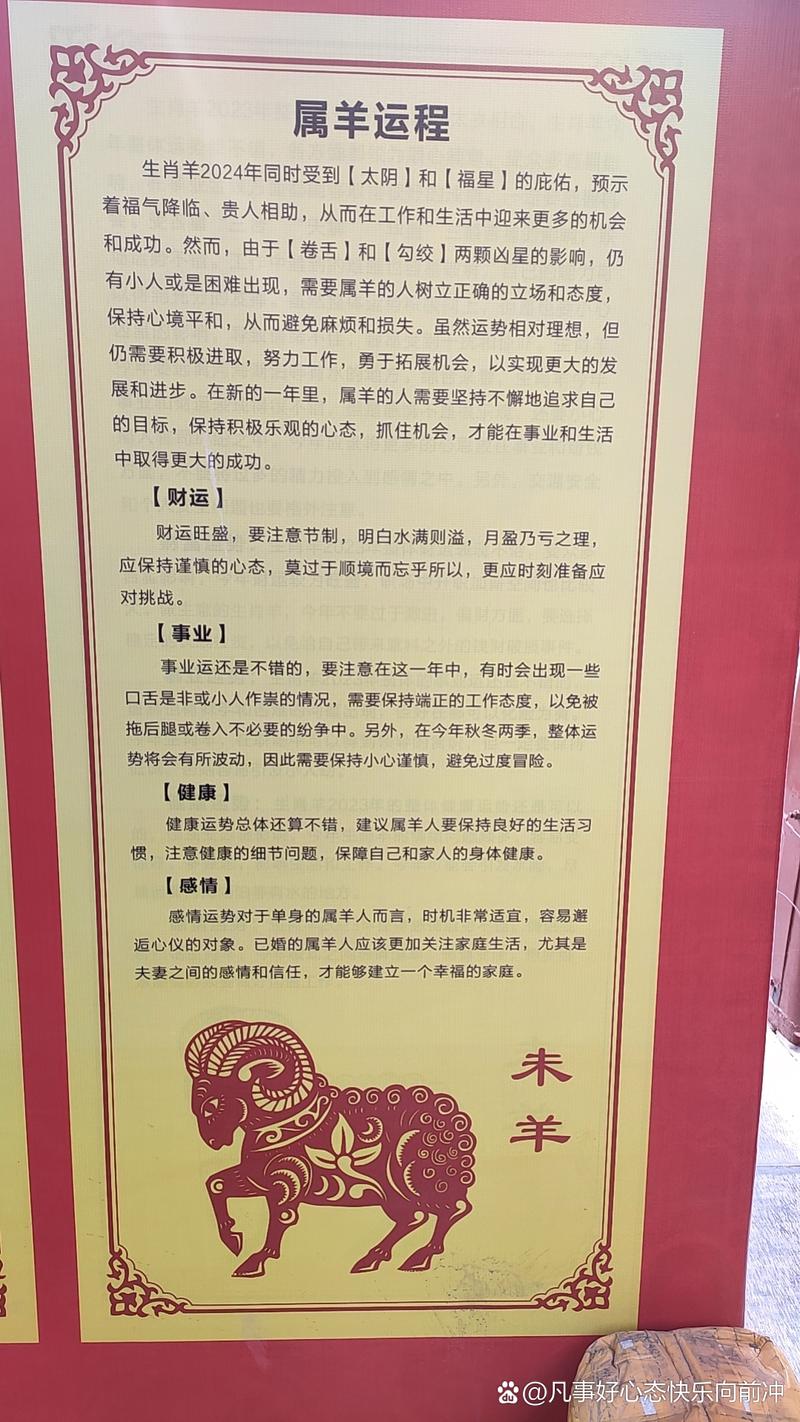 属羊运程
生肖羊2024年同时受到【太阴】和【福星】的庇佑，预示
着福气降临、贵人相助，从而在工作和生活中迎来更多的机会
和成功。然而，由于【卷舌】和【勾绞】两颗凶星的影响，仍
有小人或是困难出现，需要属羊的人树立正确的立场和态度，
保持心境平和，从而避免麻烦和损失。虽然运势相对理想，但
仍需要积极进取，努力工作，勇于拓展机会，以实现更大的发
展和进步。在新的一年里，属羊的人需要坚持不懈地追求自己
的目标，保持积极乐观的心态，抓住机会，才能在事业和生活
中取得更大的成功。
【财运】
财运旺盛，要注意节制，明白水满则溢，月盈乃亏之理，
应保持谨慎的心态，莫过于顺境而忘乎所以，更应时刻准备应
对挑战。
【事业】
事业运还是不错的，要注意在这一年中，有时会出现一些
口舌是非或小人作祟的情况，需要保持端正的工作态度，以免被
拖后腿或卷入不必要的纷争中。另外，在今年秋冬两季，整体运
势将会有所波动，因此需要保持小心谨慎，避免过度冒险。
【健康】
健康运势总体还算不错，建议属羊人要保持良好的生活习
惯，注意健康的细节问题，保障自己和家人的身体健康。
【感情】
感情运势对于单身的属羊人而言，时机非常适宜，容易邂
逅心仪的对象。已婚的属羊人应该更加关注家庭生活，尤其是
夫妻之间的感情和信任，才能够建立一个幸福的家庭。
未
羊
du @凡事好心态快乐向前冲